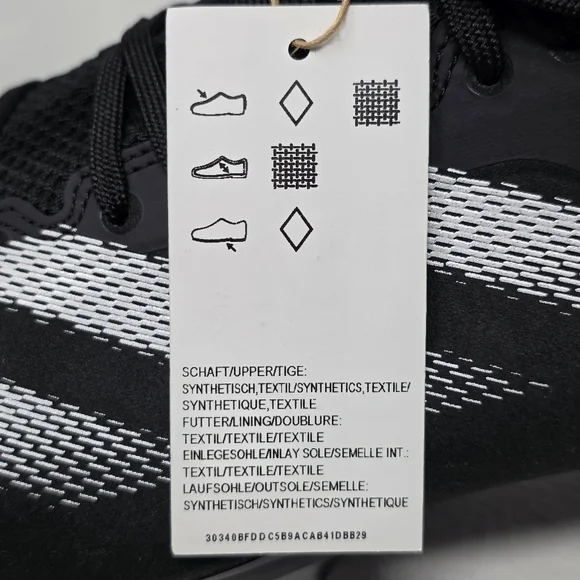 SCHAFT/UPPER/TIGE:
SYNTHETISCH,TEXTIL/SYNTHETICS,TEXTILE/
SYNTHETIQUE,TEXTILE
FUTTER/LINING/DOUBLURE:
TEXTIL/TEXTILE/TEXTILE
EINLEGESOHLE/INLAY SOLE/SEMELLE INT.:
TEXTIL/TEXTILE/TEXTILE
LAUFSOHLE/OUTSOLE/SEMELLE:
SYNTHETISCH/SYNTHETICS/SYNTHETIQUE
30340BFDDC5B9ACAB41DBB29